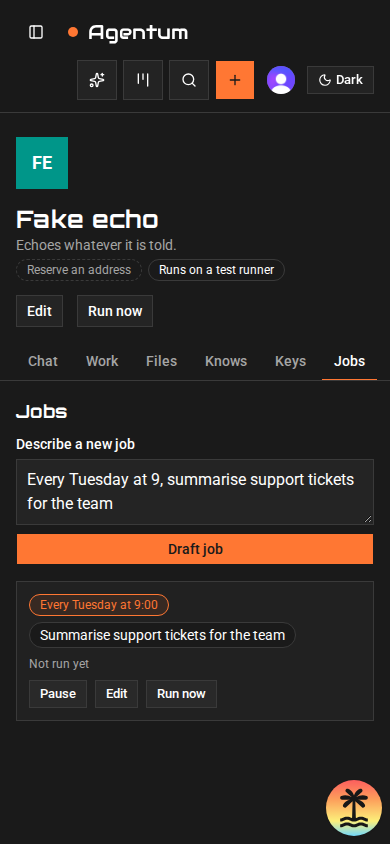 Agentum
Dark
FE
Fake echo
Echoes whatever it is told.
Reserve an address
Runs on a test runner
Edit
Run now
Chat
Work
Files
Knows
Keys
Jobs
Jobs
Describe a new job
Every Tuesday at 9, summarise support tickets
for the team
Draft job
Every Tuesday at 9:00
Summarise support tickets for the team
Not run yet
Pause
Edit
Run now